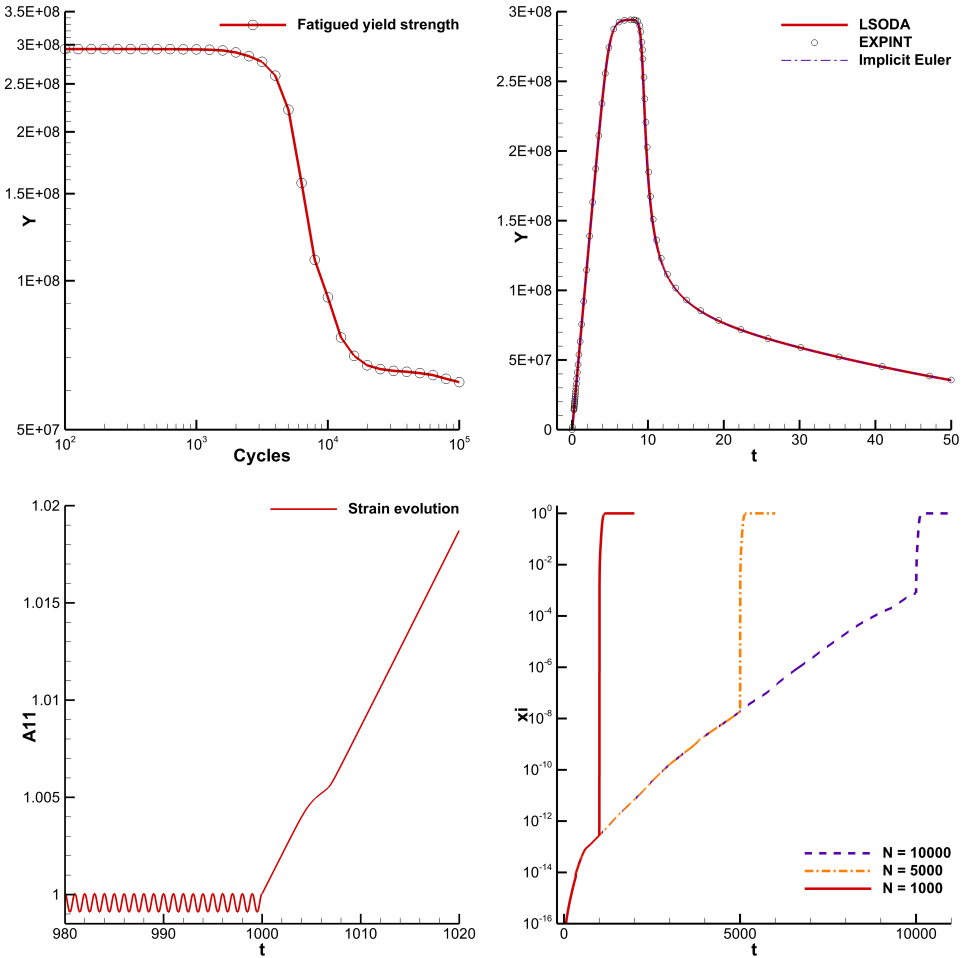 Fatigued yield strength
3.5E+08
3E+08
2.5E+08
2E+08
1.5E+08
1E+08
5E+07
Y
10²
10³
10⁴
10⁵
Cycles
LSODA
EXPINT
Implicit Euler
3E+08
2.5E+08
2E+08
1.5E+08
1E+08
5E+07
0
Y
0
10
20
30
40
50
t
Strain evolution
1.02
1.015
1.01
1.005
1
A11
980
990
1000
1010
1020
t
10⁰
10⁻²
10⁻⁴
10⁻⁶
10⁻⁸
10⁻¹⁰
10⁻¹²
10⁻¹⁴
10⁻¹⁶
xi
N = 10000
N = 5000
N = 1000
0
5000
10000
t